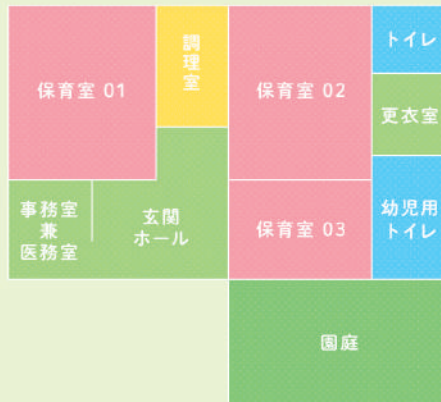 保育室 01
調理室
保育室 02
トイレ
更衣室
事務室
兼
医務室
玄関
ホール
保育室 03
幼児用
トイレ
園庭